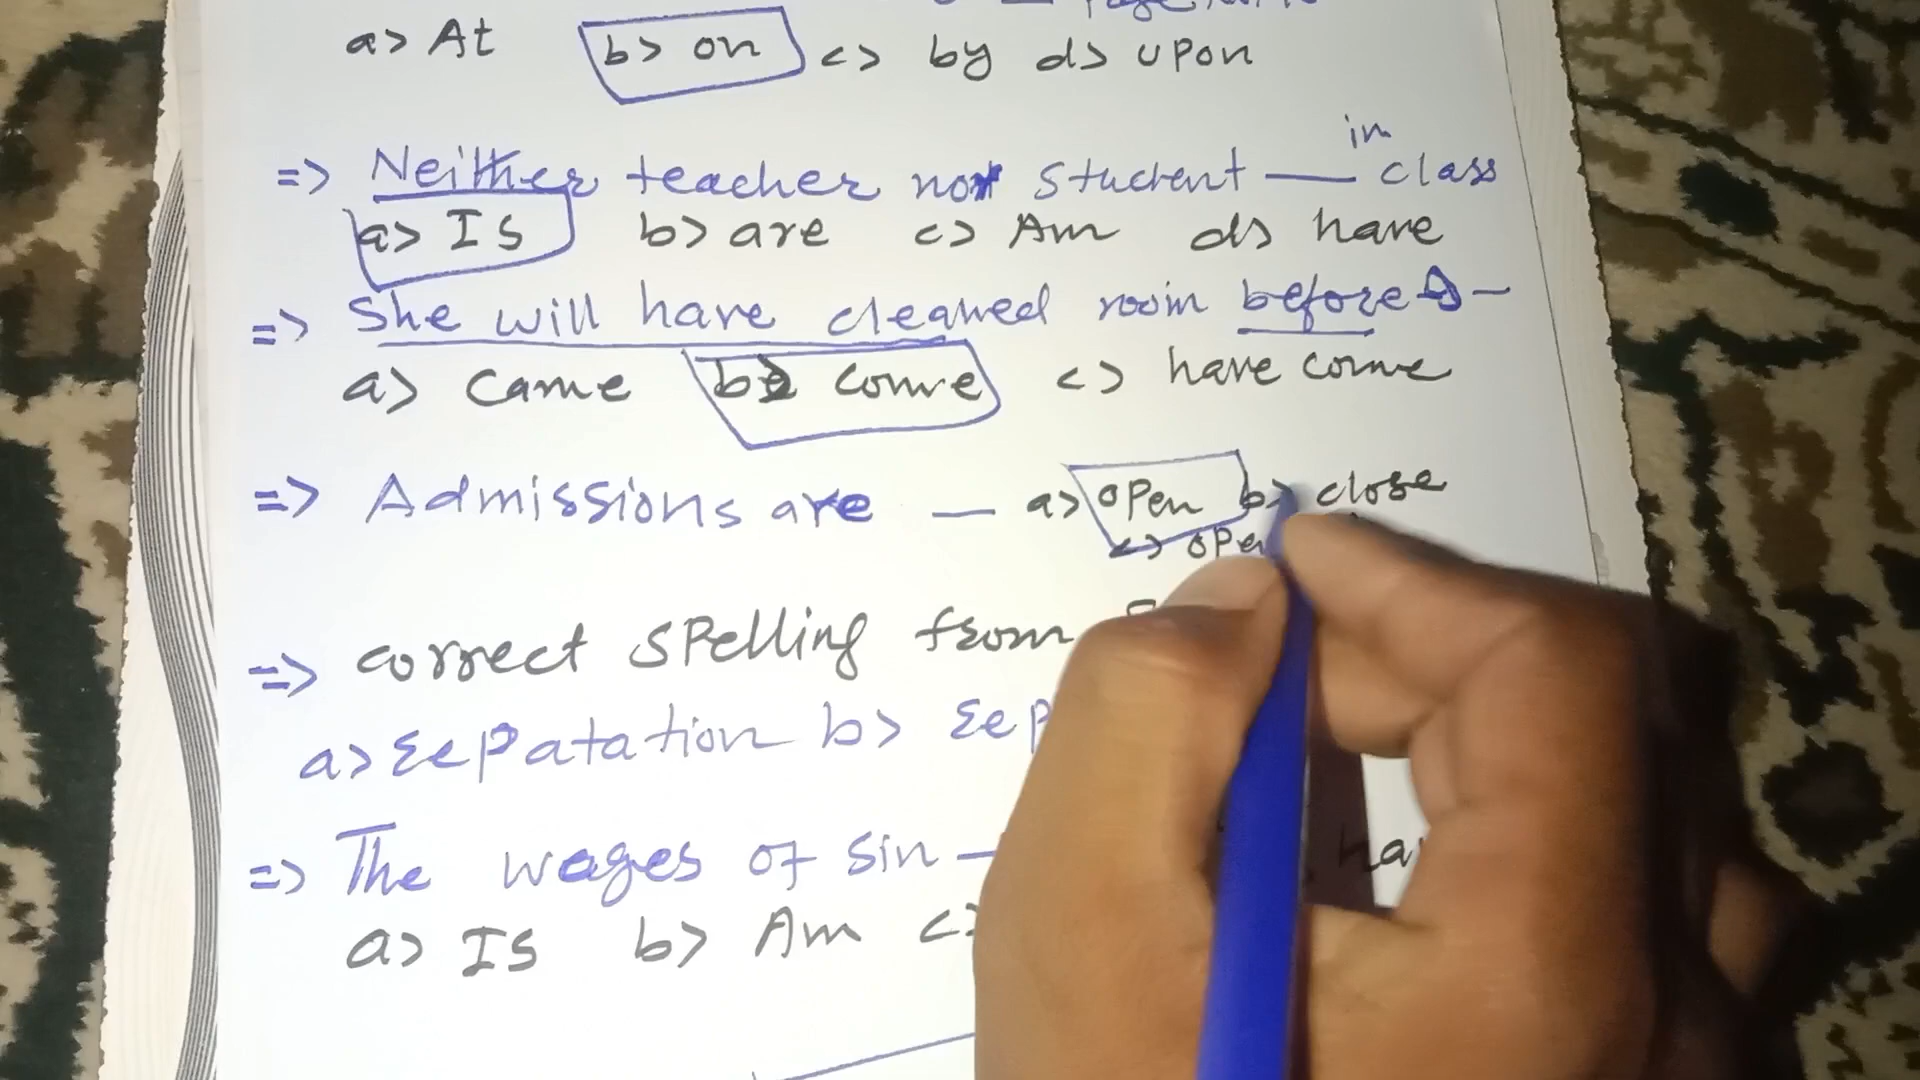 a> At b> on c> by d> upon
in
=> Neither teacher nor student — class
a> Is b> are c> Am d> have
=> She will have cleaned room before —
a> came b> come c> have come
=> Admissions are — a> open b> close
c> ope
=> correct spelling from
a> Sepatation b> Sep
=> The wages of sin — ha
a> Is b> Am c>